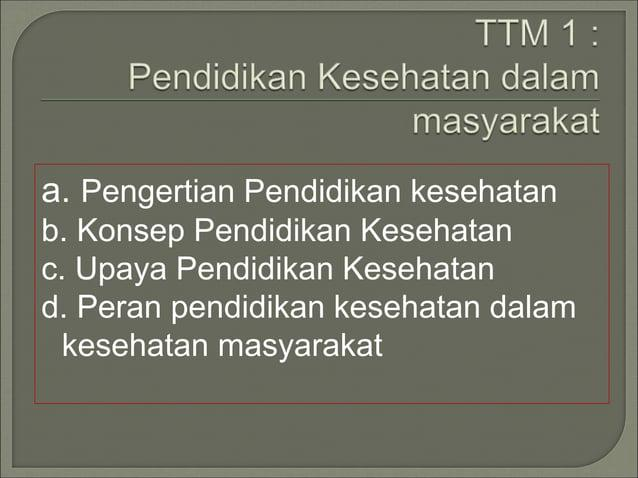 TTM 1 :
Pendidikan Kesehatan dalam
masyarakat
a. Pengertian Pendidikan kesehatan
b. Konsep Pendidikan Kesehatan
c. Upaya Pendidikan Kesehatan
d. Peran pendidikan kesehatan dalam
kesehatan masyarakat